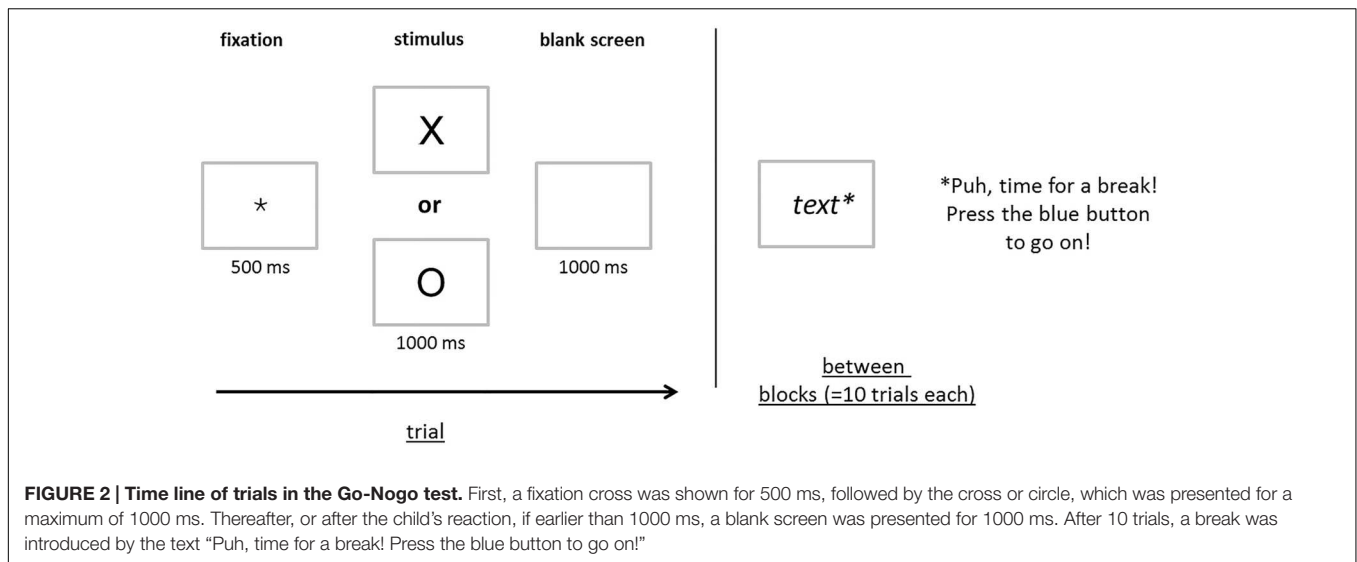 fixation
stimulus
blank screen
X
*
or
O
500 ms
1000 ms
1000 ms
trial
text*
*Puh, time for a break!
Press the blue button
to go on!
between
blocks (=10 trials each)
FIGURE 2 | Time line of trials in the Go-Nogo test. First, a fixation cross was shown for 500 ms, followed by the cross or circle, which was presented for a
maximum of 1000 ms. Thereafter, or after the child's reaction, if earlier than 1000 ms, a blank screen was presented for 1000 ms. After 10 trials, a break was
introduced by the text “Puh, time for a break! Press the blue button to go on!”